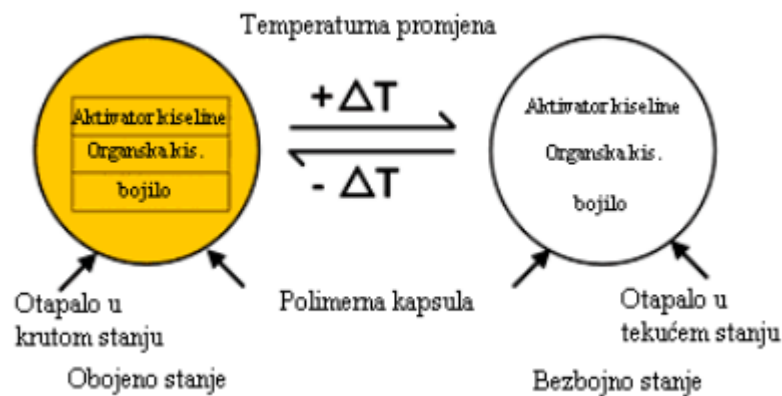 Temperaturna promjena
Aktivator kiseline
Organska kis.
bojilo
+ΔT
- ΔT
Aktivator kiseline
Organska kis.
bojilo
Otapalo u
krutom stanju
Polimerna kapsula
Otapalo u
tekućem stanju
Obojeno stanje
Bezbojno stanje